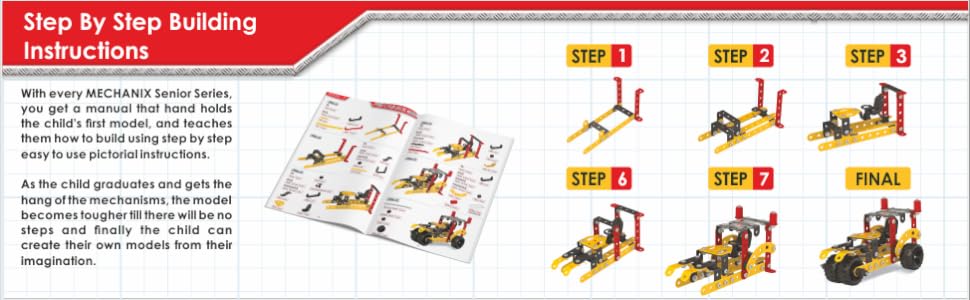 Step By Step Building
Instructions
With every MECHANIX Senior Series,
you get a manual that hand holds
the child's first model, and teaches
them how to build using step by step
easy to use pictorial instructions.
As the child graduates and gets the
hang of the mechanisms, the model
becomes tougher till there will be no
steps and finally the child can
create their own models from their
imagination.
STEP 1
STEP 2
STEP 3
STEP 6
STEP 7
FINAL